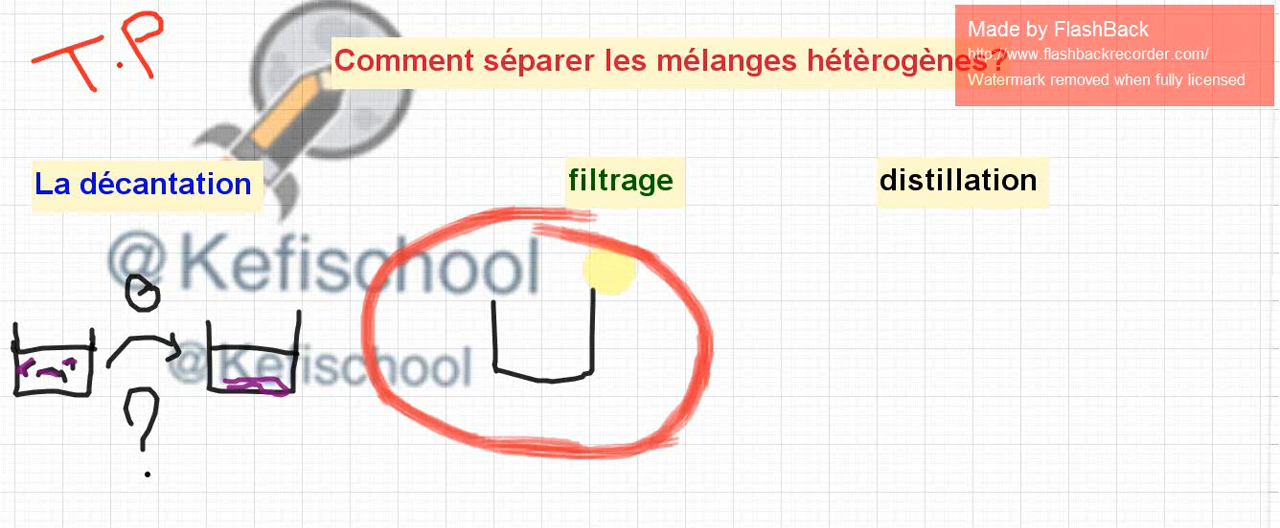 T.P
Comment séparer les mélanges hétèrogènes?
Made by FlashBack
http://www.flashbackrecorder.com/
Watermark removed when fully licensed
La décantation
filtrage
distillation
@Kefischool
@Kefischool
?